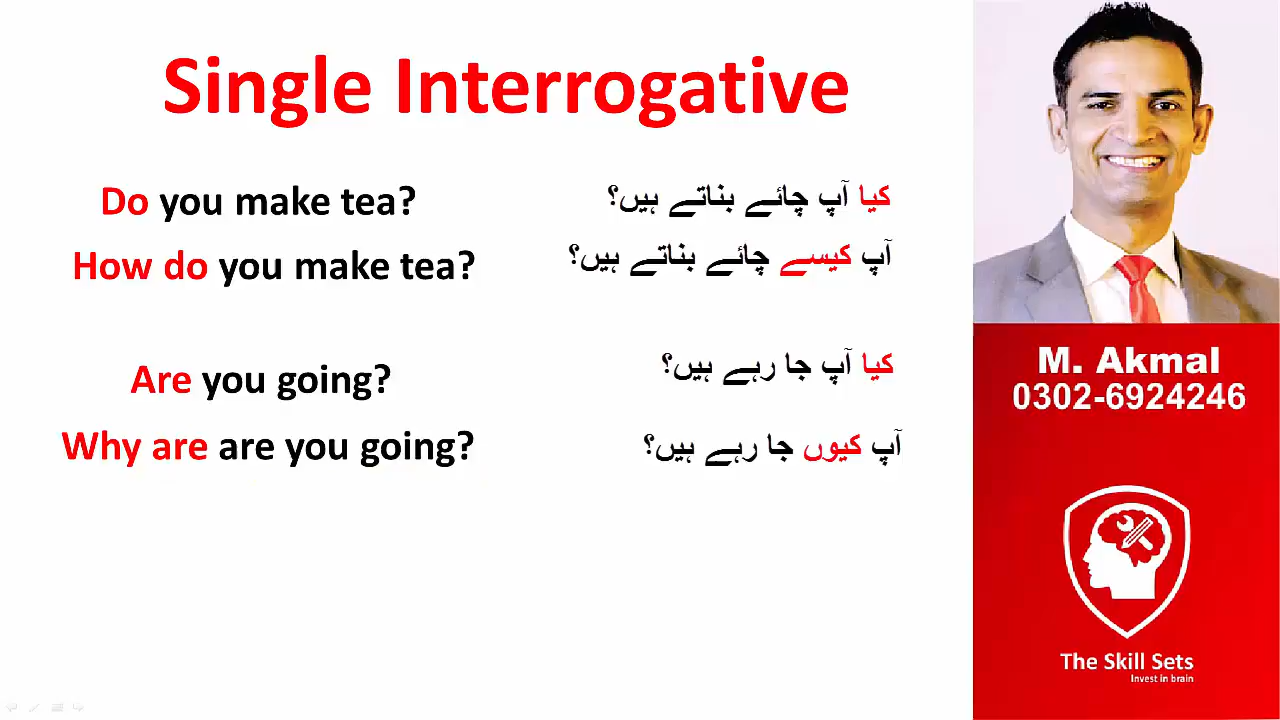 Single Interrogative
Do you make tea?
کیا آپ چائے بناتے ہیں؟
How do you make tea?
آپ کیسے چائے بناتے ہیں؟
Are you going?
کیا آپ جا رہے ہیں؟
Why are are you going?
آپ کیوں جا رہے ہیں؟
M. Akmal
0302-6924246
The Skill Sets
Invest in brain